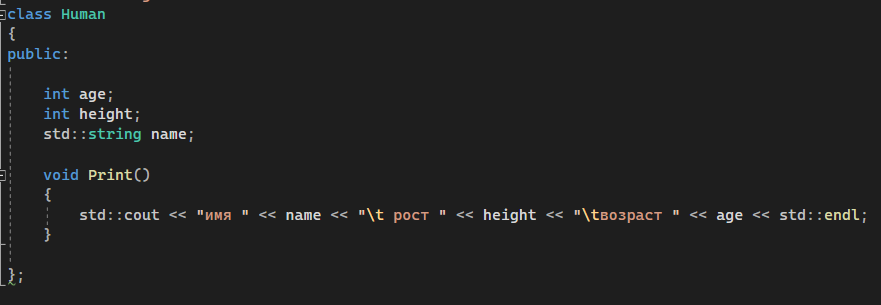 class Human
{
public:
int age;
int height;
std::string name;
void Print()
{
std::cout << "имя " << name << "\t рост " << height << "\tвозраст " << age << std::endl;
}
};